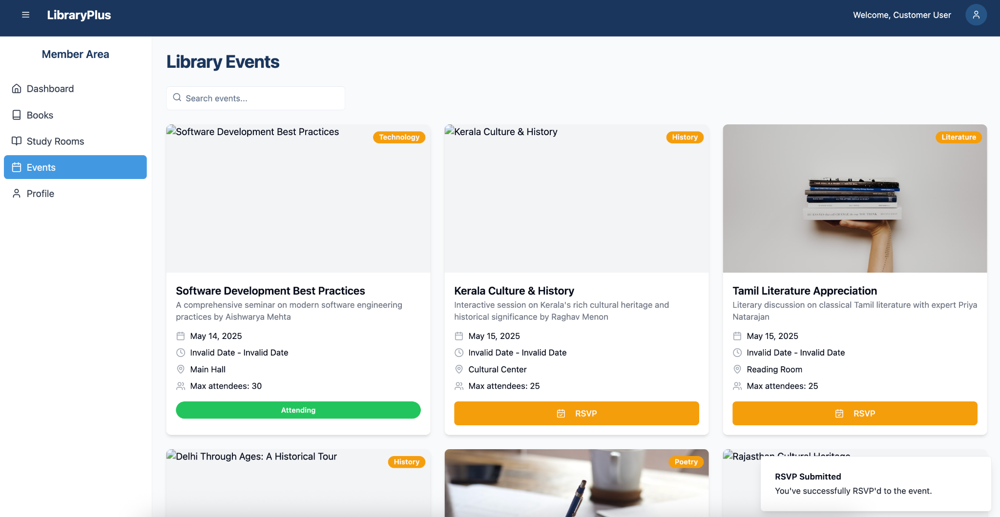 LibraryPlus
Welcome, Customer User
Member Area
Dashboard
Books
Study Rooms
Events
Profile
Library Events
Search events...
Software Development Best Practices
Technology
Kerala Culture & History
History
Literature
Software Development Best Practices
A comprehensive seminar on modern software engineering
practices by Aishwarya Mehta
May 14, 2025
Invalid Date - Invalid Date
Main Hall
Max attendees: 30
Attending
Kerala Culture & History
Interactive session on Kerala's rich cultural heritage and
historical significance by Raghav Menon
May 15, 2025
Invalid Date - Invalid Date
Cultural Center
Max attendees: 25
RSVP
Tamil Literature Appreciation
Literary discussion on classical Tamil literature with expert Priya
Natarajan
May 15, 2025
Invalid Date - Invalid Date
Reading Room
Max attendees: 25
RSVP
Delhi Through Ages: A Historical Tour
History
Poetry
Rajasthan Cultural Heritage
RSVP Submitted
You've successfully RSVP'd to the event.